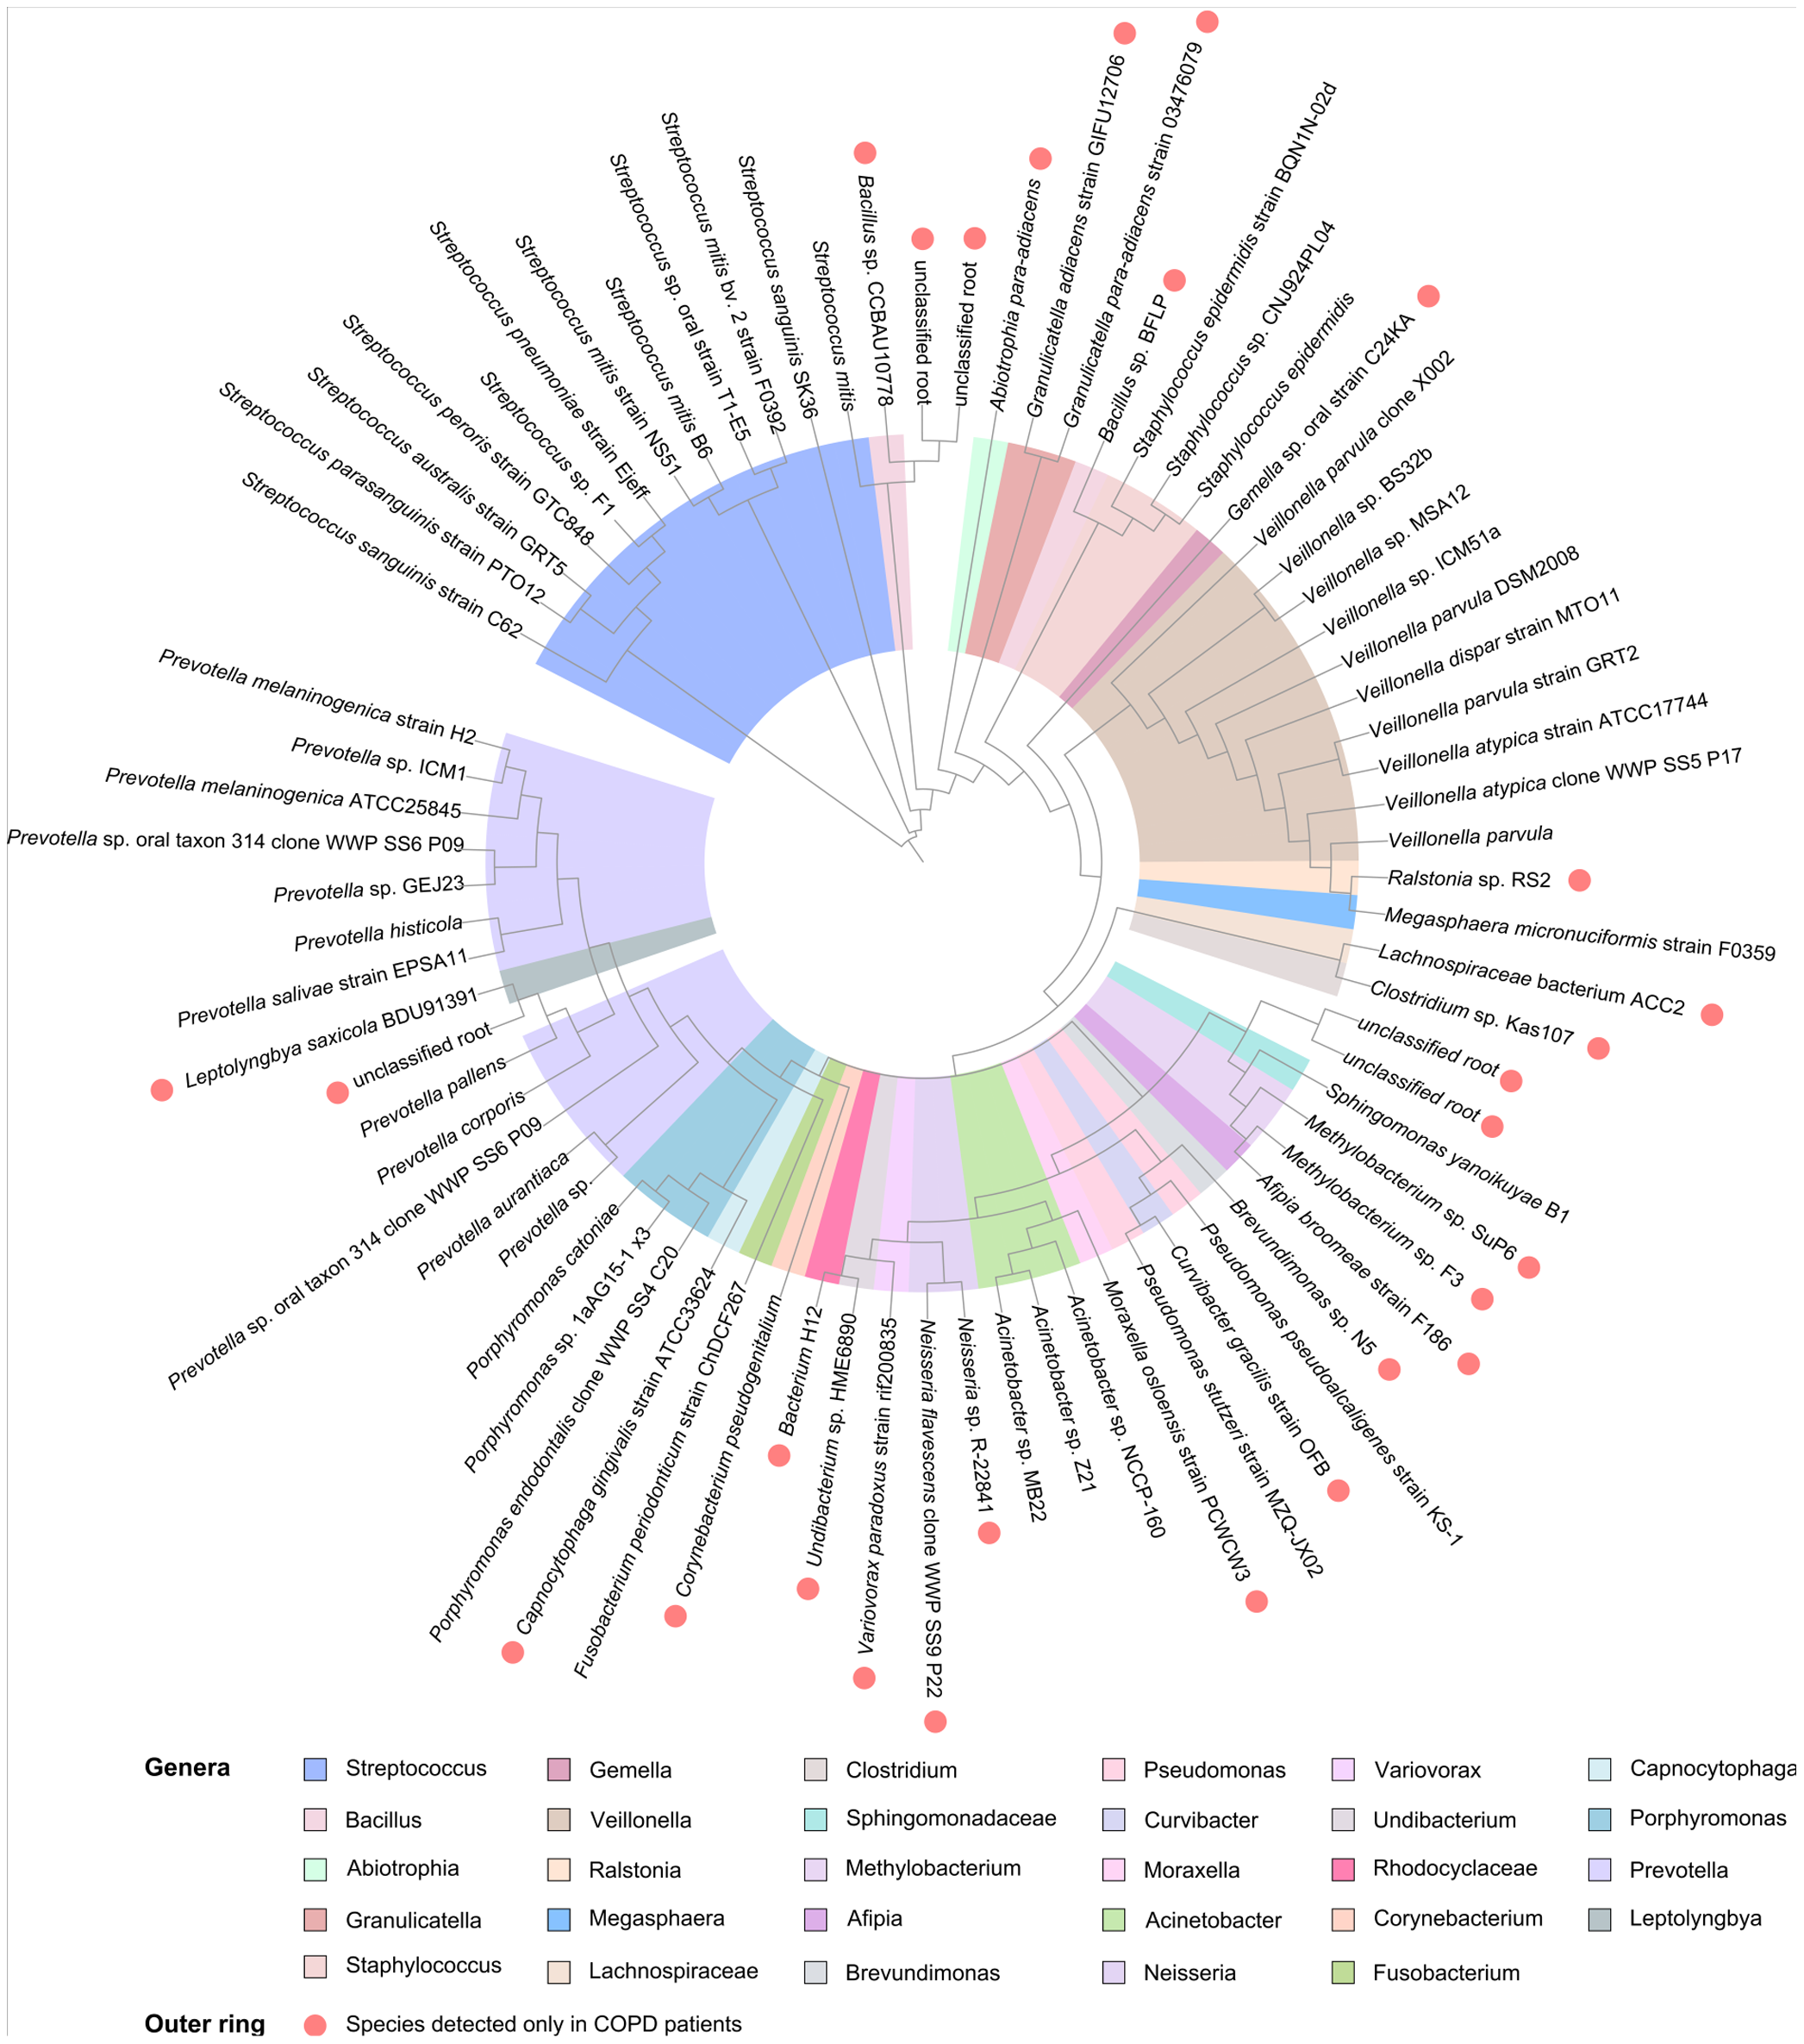 Streptococcus sanguinis strain C62
Streptococcus parasanguinis strain PTO12
Streptococcus australis strain GRT5
Streptococcus peroris strain GTC848
Streptococcus sp. F1
Streptococcus pneumoniae strain Ejeff
Streptococcus mitis strain NS51
Streptococcus mitis B6
Streptococcus sp. oral strain T1-E5
Streptococcus mitis bv. 2 strain F0392
Streptococcus sanguinis SK36
Streptococcus mitis
Bacillus sp. CCBAU10778
unclassified root
unclassified root
Abiotrophia para-adiacens
Granulicatella adiacens strain GIFU12706
Granulicatella para-adiacens strain 03476079
Bacillus sp. BFLP
Staphylococcus epidermidis strain BQN1N-02d
Staphylococcus sp. CNJ924PL04
Staphylococcus epidermidis
Gemella sp. oral strain C24KA
Veillonella parvula clone X002
Veillonella sp. BS32b
Veillonella sp. MSA12
Veillonella sp. ICM51a
Veillonella parvula DSM2008
Veillonella dispar strain MTO11
Veillonella parvula strain GRT2
Veillonella atypica strain ATCC17744
Veillonella atypica clone WWP SS5 P17
Veillonella parvula
Ralstonia sp. RS2
Megasphaera micronuciformis strain F0359
Lachnospiraceae bacterium ACC2
Clostridium sp. Kas107
unclassified root
unclassified root
Sphingomonas yanoikuyae B1
Methylobacterium sp. SuP6
Methylobacterium sp. F3
Afipia broomeae strain F186
Brevundimonas sp. N5
Pseudomonas pseudoalcaligenes strain KS-1
Curvibacter gracilis strain OFB
Pseudomonas stutzeri strain MZQ-JX02
Moraxella osloensis strain PCWCW3
Acinetobacter sp. NCCP-160
Acinetobacter sp. Z21
Acinetobacter sp. MB22
Neisseria sp. R-22841
Neisseria flavescens clone WWP SS9 P22
Variovorax paradoxus strain rif200835
Undibacterium sp. HME6890
Bacterium H12
Corynebacterium pseudogenitalium
Fusobacterium periodonticum strain ChDCF267
Capnocytophaga gingivalis strain ATCC33624
Porphyromonas endodontalis clone WWP SS4 C20
Porphyromonas sp. 1aAG15-1 x3
Porphyromonas catoniae
Prevotella sp.
Prevotella aurantiaca
Prevotella sp. oral taxon 314 clone WWP SS6 P09
Prevotella corporis
Prevotella pallens
unclassified root
Leptolyngbya saxicola BDU91391
Prevotella salivae strain EPSA11
Prevotella histicola
Prevotella sp. GEJ23
Prevotella sp. oral taxon 314 clone WWP SS6 P09
Prevotella melaninogenica ATCC25845
Prevotella sp. ICM1
Prevotella melaninogenica strain H2
Genera
Streptococcus
Bacillus
Abiotrophia
Granulicatella
Staphylococcus
Gemella
Veillonella
Ralstonia
Megasphaera
Lachnospiraceae
Clostridium
Sphingomonadaceae
Methylobacterium
Afipia
Brevundimonas
Pseudomonas
Curvibacter
Moraxella
Acinetobacter
Neisseria
Variovorax
Undibacterium
Rhodocyclaceae
Corynebacterium
Fusobacterium
Capnocytophaga
Porphyromonas
Prevotella
Leptolyngbya
Outer ring
Species detected only in COPD patients